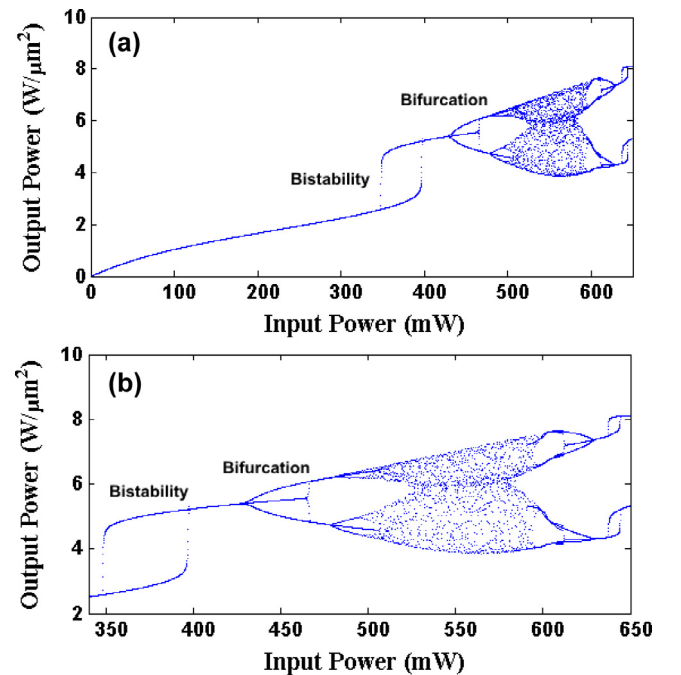 (a)
10
8
6
4
2
0
Output Power (W/μm²)
Bifurcation
Bistability
0 100 200 300 400 500 600
Input Power (mW)
(b)
10
8
6
4
2
Output Power (W/μm²)
Bifurcation
Bistability
350 400 450 500 550 600 650
Input Power (mW)